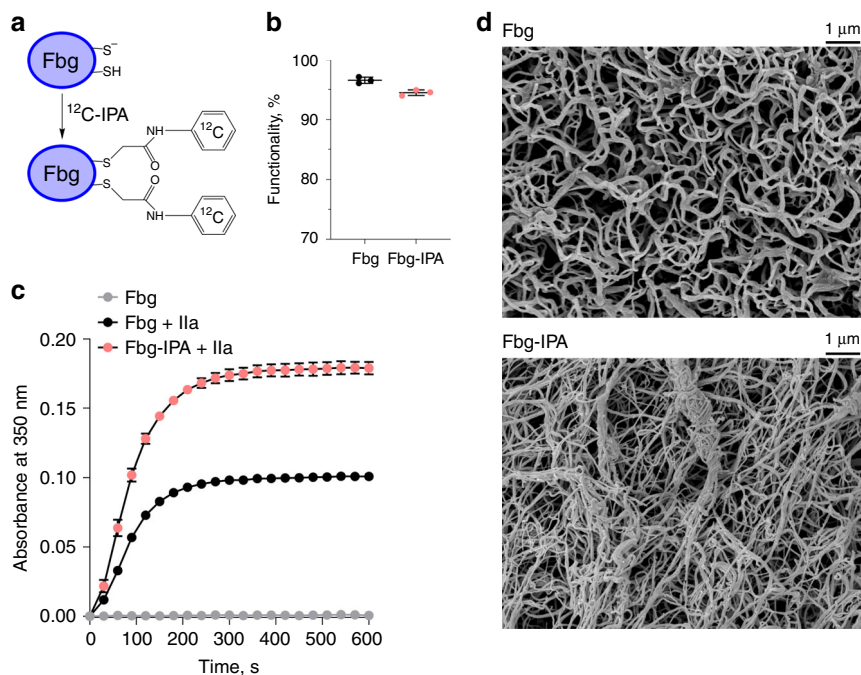 a
Fbg
S⁻
SH
¹²C-IPA
Fbg
S
S
O
NH
¹²C
O
NH
¹²C
b
100
90
80
70
Functionality, %
Fbg
Fbg-IPA
c
Fbg
Fbg + IIa
Fbg-IPA + IIa
0.20
0.15
0.10
0.05
0.00
Absorbance at 350 nm
0
100
200
300
400
500
600
Time, s
d
Fbg
1 μm
Fbg-IPA
1 μm